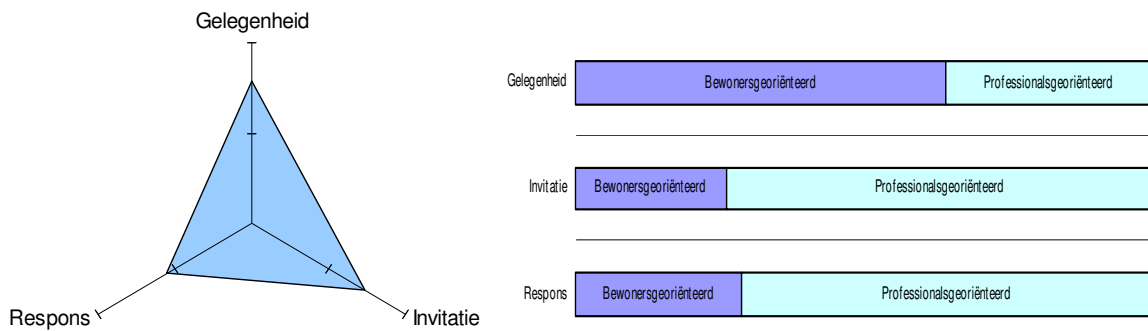 Gelegenheid
Respons
Invitatie
Gelegenheid
Bewonersgeoriënteerd
Professionalsgeoriënteerd
Invitatie
Bewonersgeoriënteerd
Professionalsgeoriënteerd
Respons
Bewonersgeoriënteerd
Professionalsgeoriënteerd